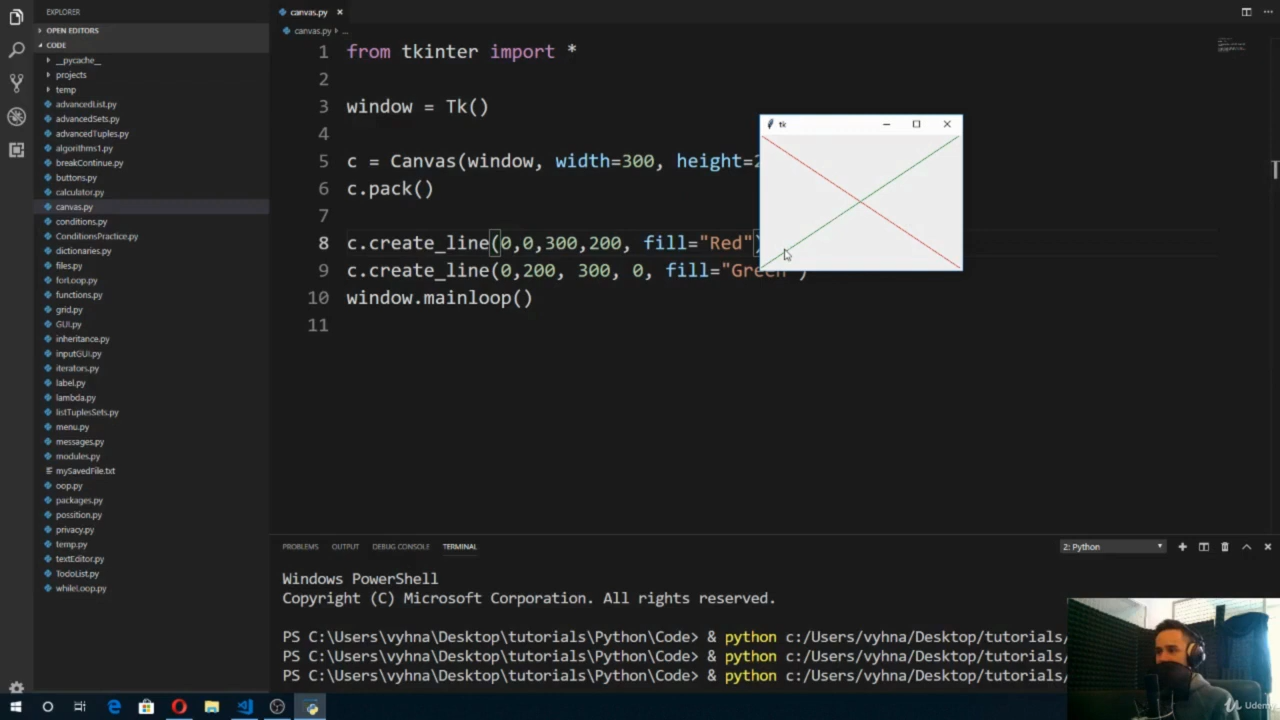 EXPLORER
OPEN EDITORS
CODE
__pycache__
projects
temp
advancedList.py
advancedSets.py
advancedTuples.py
algorithms1.py
breakContinue.py
buttons.py
calculator.py
canvas.py
conditions.py
ConditionsPractice.py
dictionaries.py
files.py
forLoop.py
functions.py
grid.py
GUI.py
inheritance.py
inputGUI.py
iterators.py
label.py
lambda.py
listTuplesSets.py
menu.py
messages.py
modules.py
mySavedFile.txt
oop.py
packages.py
possition.py
privacy.py
temp.py
textEditor.py
TodoList.py
whileLoop.py
canvas.py
canvas.py ...
1 from tkinter import *
2
3 window = Tk()
4
5 c = Canvas(window, width=300, height=2
6 c.pack()
7
8 c.create_line(0,0,300,200, fill="Red")
9 c.create_line(0,200, 300, 0, fill="Green")
10 window.mainloop()
11
tk
PROBLEMS OUTPUT DEBUG CONSOLE TERMINAL
2: Python
Windows PowerShell
Copyright (C) Microsoft Corporation. All rights reserved.
PS C:\Users\vyhna\Desktop\tutorials\Python\Code> & python c:/Users/vyhna/Desktop/tutorials/
PS C:\Users\vyhna\Desktop\tutorials\Python\Code> & python c:/Users/vyhna/Desktop/tutorials/
PS C:\Users\vyhna\Desktop\tutorials\Python\Code> & python c:/Users/vyhna/Desktop/tutorials/
Udemy